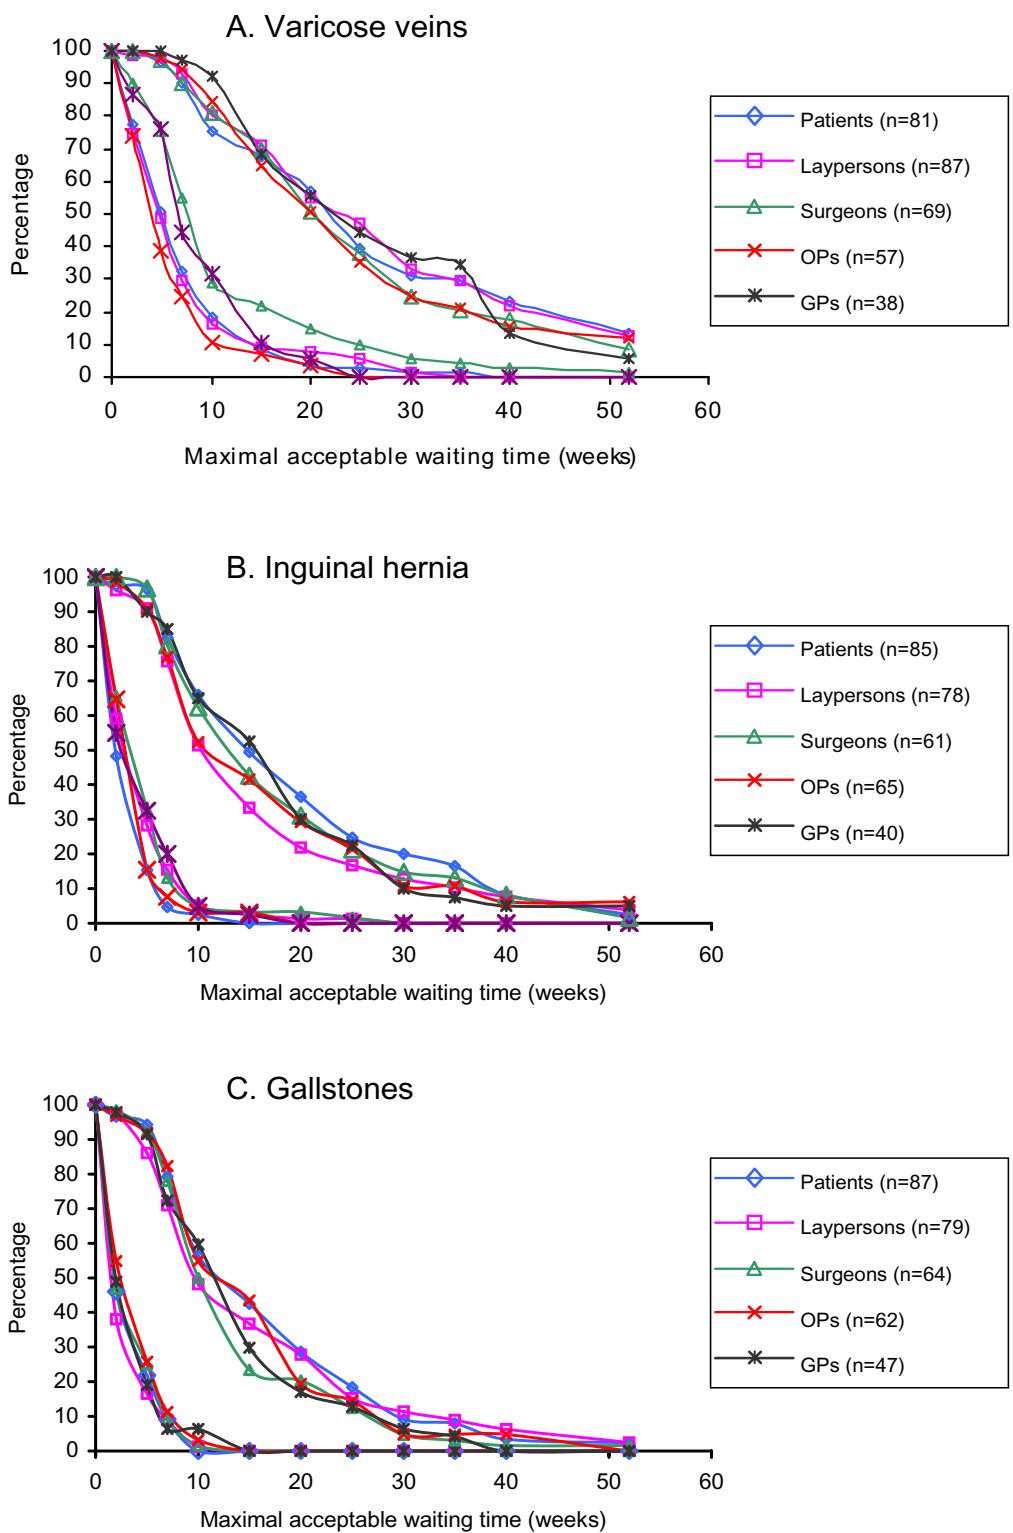 A. Varicose veins
100
90
80
70
60
50
40
30
20
10
0
Percentage
0 10 20 30 40 50 60
Maximal acceptable waiting time (weeks)
Patients (n=81)
Laypersons (n=87)
Surgeons (n=69)
OPs (n=57)
GPs (n=38)
B. Inguinal hernia
100
90
80
70
60
50
40
30
20
10
0
Percentage
0 10 20 30 40 50 60
Maximal acceptable waiting time (weeks)
Patients (n=85)
Laypersons (n=78)
Surgeons (n=61)
OPs (n=65)
GPs (n=40)
C. Gallstones
100
90
80
70
60
50
40
30
20
10
0
Percentage
0 10 20 30 40 50 60
Maximal acceptable waiting time (weeks)
Patients (n=87)
Laypersons (n=79)
Surgeons (n=64)
OPs (n=62)
GPs (n=47)